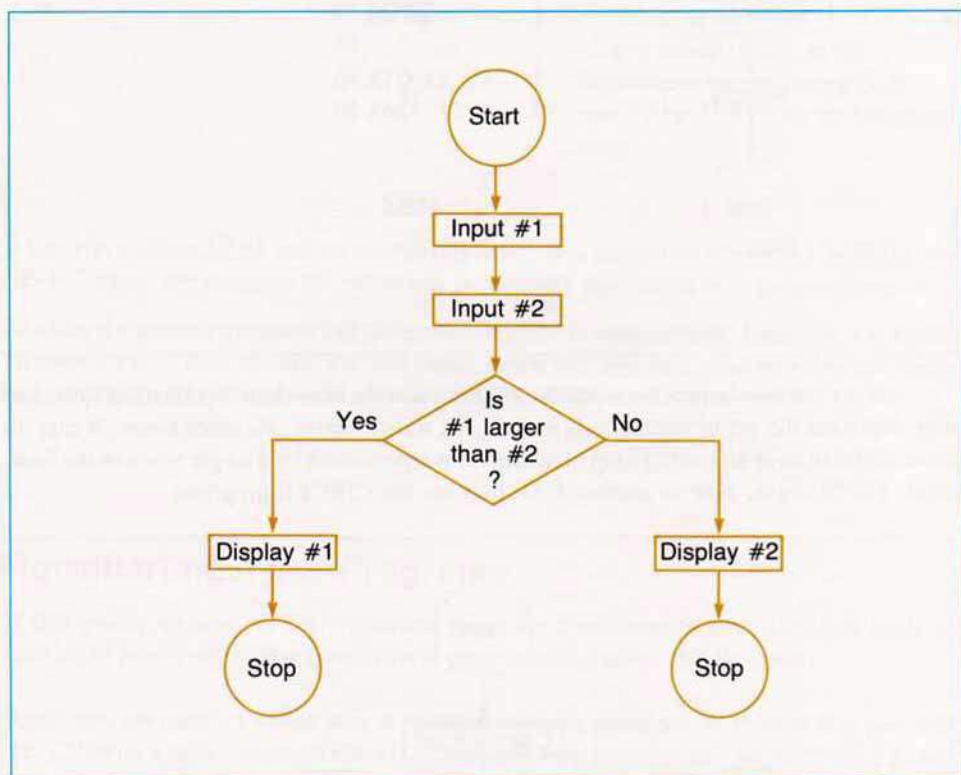 Start
Input #1
Input #2
Is
#1 larger
than #2
?
Yes
No
Display #1
Display #2
Stop
Stop